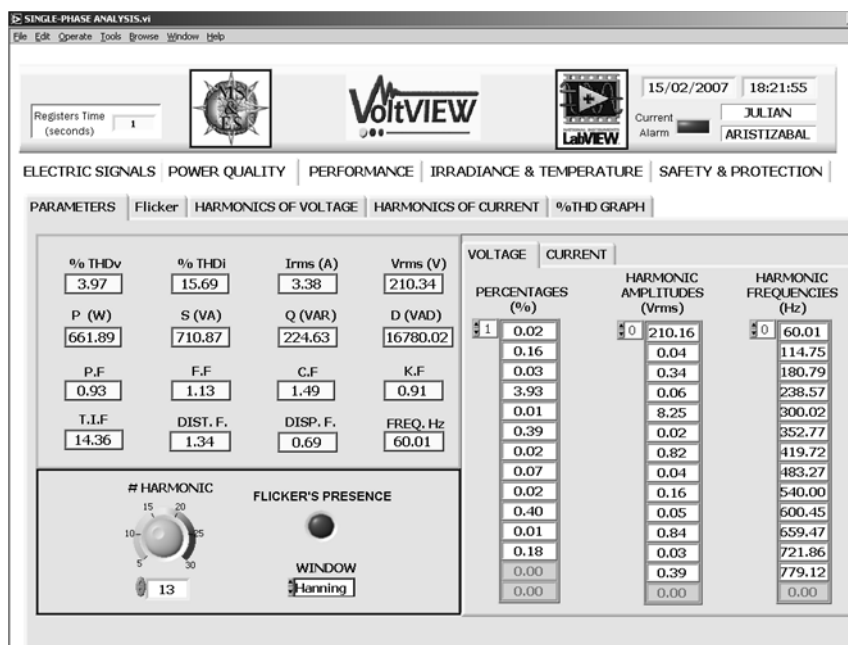 SINGLE-PHASE ANALYSIS.vi
File Edit Operate Tools Browse Window Help
Registers Time (seconds) 1
MS & ES
VOLTVIEW
LabVIEW
15/02/2007 18:21:55
Current Alarm
JULIAN
ARISTIZABAL
ELECTRIC SIGNALS POWER QUALITY PERFORMANCE IRRADIANCE & TEMPERATURE SAFETY & PROTECTION
PARAMETERS Flicker HARMONICS OF VOLTAGE HARMONICS OF CURRENT %THD GRAPH
% THDv % THDi Irms (A) Vrms (V)
3.97 15.69 3.38 210.34
P (W) S (VA) Q (VAR) D (VAD)
661.89 710.87 224.63 16780.02
P.F F.F C.F K.F
0.93 1.13 1.49 0.91
T.I.F DIST. F. DISP. F. FREQ. Hz
14.36 1.34 0.69 60.01
# HARMONIC
5 10 15 20 25 30
13
FLICKER'S PRESENCE
WINDOW
Hanning
VOLTAGE CURRENT
PERCENTAGES (%) HARMONIC AMPLITUDES (Vrms) HARMONIC FREQUENCIES (Hz)
1 0.02 0 210.16 0 60.01
0.16 0.04 114.75
0.03 0.34 180.79
3.93 0.06 238.57
0.01 8.25 300.02
0.39 0.02 352.77
0.02 0.82 419.72
0.07 0.04 483.27
0.02 0.16 540.00
0.40 0.05 600.45
0.01 0.84 659.47
0.18 0.03 721.86
0.00 0.39 779.12
0.00 0.00 0.00